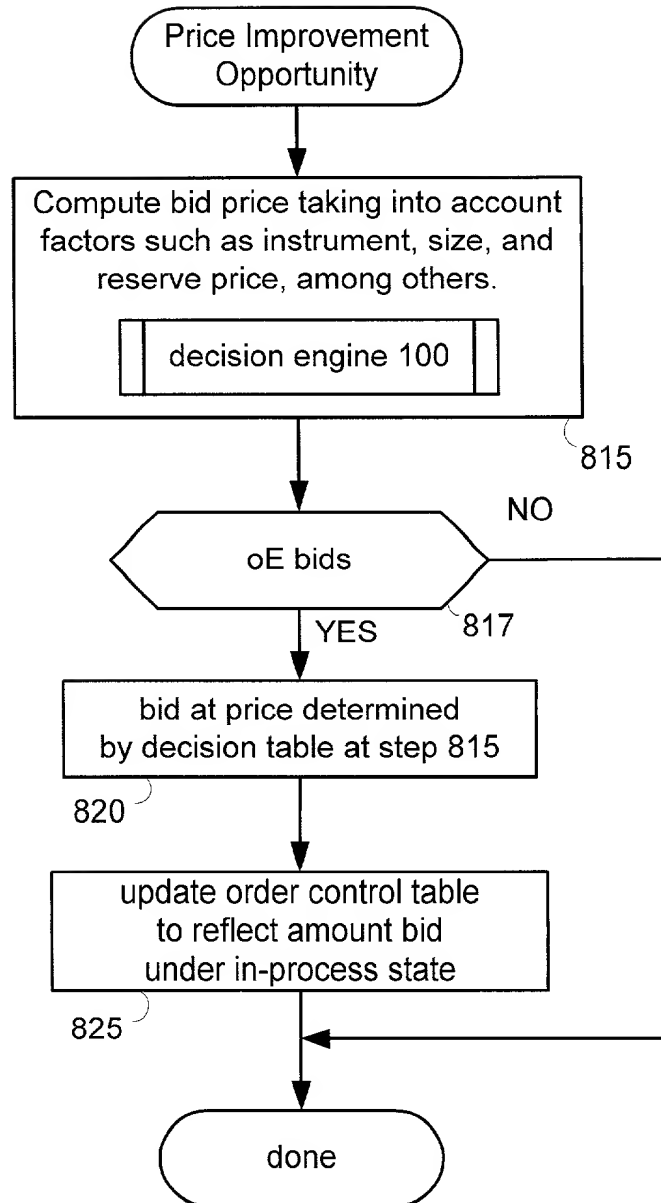 Price Improvement
Opportunity
Compute bid price taking into account
factors such as instrument, size, and
reserve price, among others.
decision engine 100
815
NO
oE bids
817
YES
bid at price determined
by decision table at step 815
820
update order control table
to reflect amount bid
under in-process state
825
done